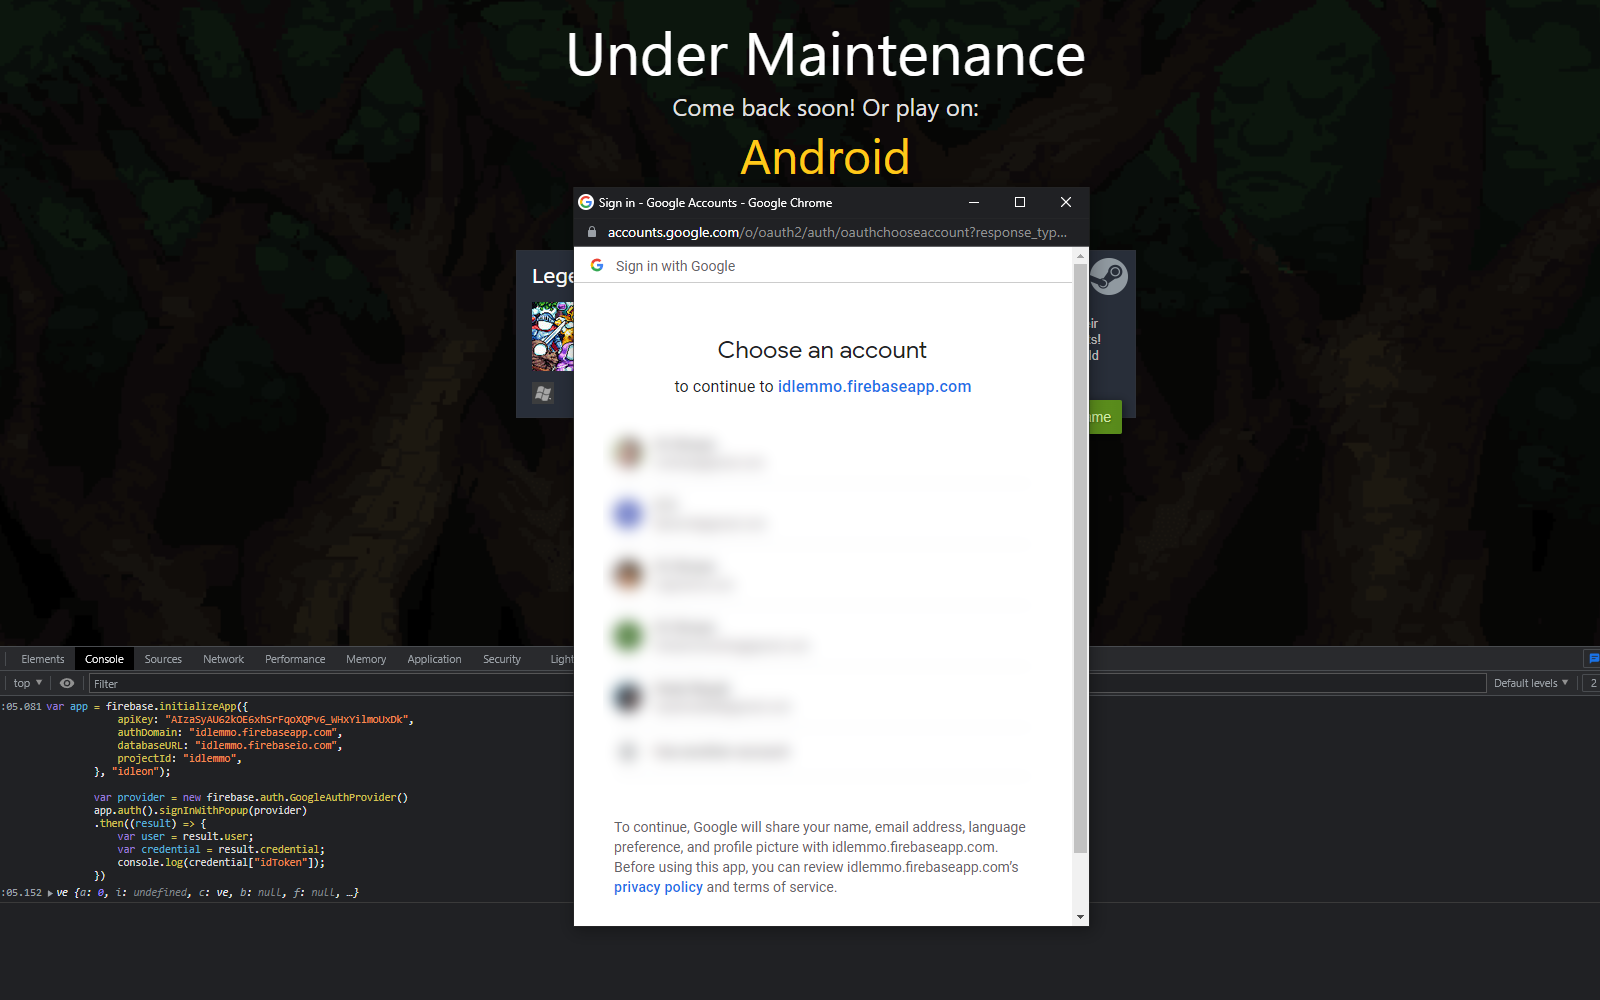 Under Maintenance
Come back soon! Or play on:
Android
Sign in - Google Accounts - Google Chrome
accounts.google.com/o/oauth2/auth/oauthchooseaccount?response_typ...
Sign in with Google
Choose an account
to continue to idlemmo.firebaseapp.com
To continue, Google will share your name, email address, language
preference, and profile picture with idlemmo.firebaseapp.com.
Before using this app, you can review idlemmo.firebaseapp.com's
privacy policy and terms of service.
Lege
eir
ts!
ld
ame
Elements Console Sources Network Performance Memory Application Security Light
top Filter Default levels 2
:05.081 var app = firebase.initializeApp({
apiKey: "AIzaSyAU62kOE6xhSrFqoXQPv6_WHxYilmoUxDk",
authDomain: "idlemmo.firebaseapp.com",
databaseURL: "idlemmo.firebaseio.com",
projectId: "idlemmo",
}, "idleon");
var provider = new firebase.auth.GoogleAuthProvider()
app.auth().signInWithPopup(provider)
.then((result) => {
var user = result.user;
var credential = result.credential;
console.log(credential["idToken"]);
})
:05.152 ve {a: 0, i: undefined, c: ve, b: null, f: null, …}